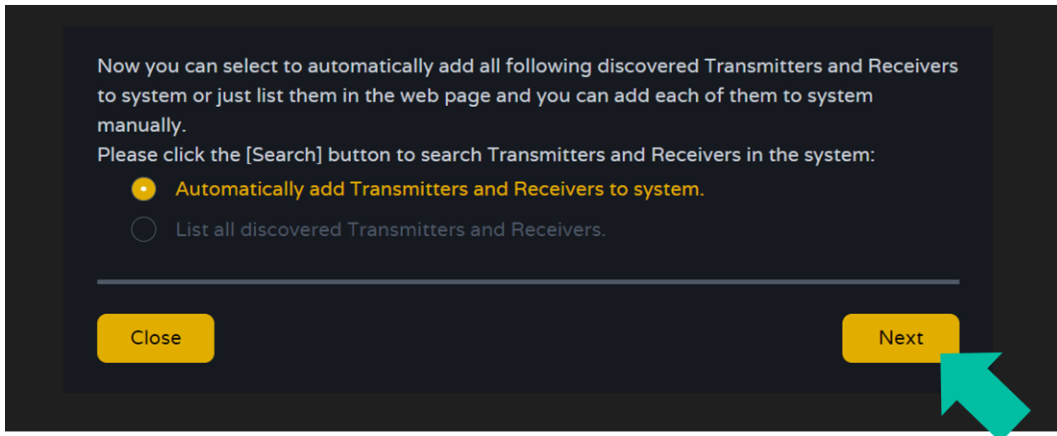 Now you can select to automatically add all following discovered Transmitters and Receivers
to system or just list them in the web page and you can add each of them to system
manually.
Please click the [Search] button to search Transmitters and Receivers in the system:
Automatically add Transmitters and Receivers to system.
List all discovered Transmitters and Receivers.
Close
Next